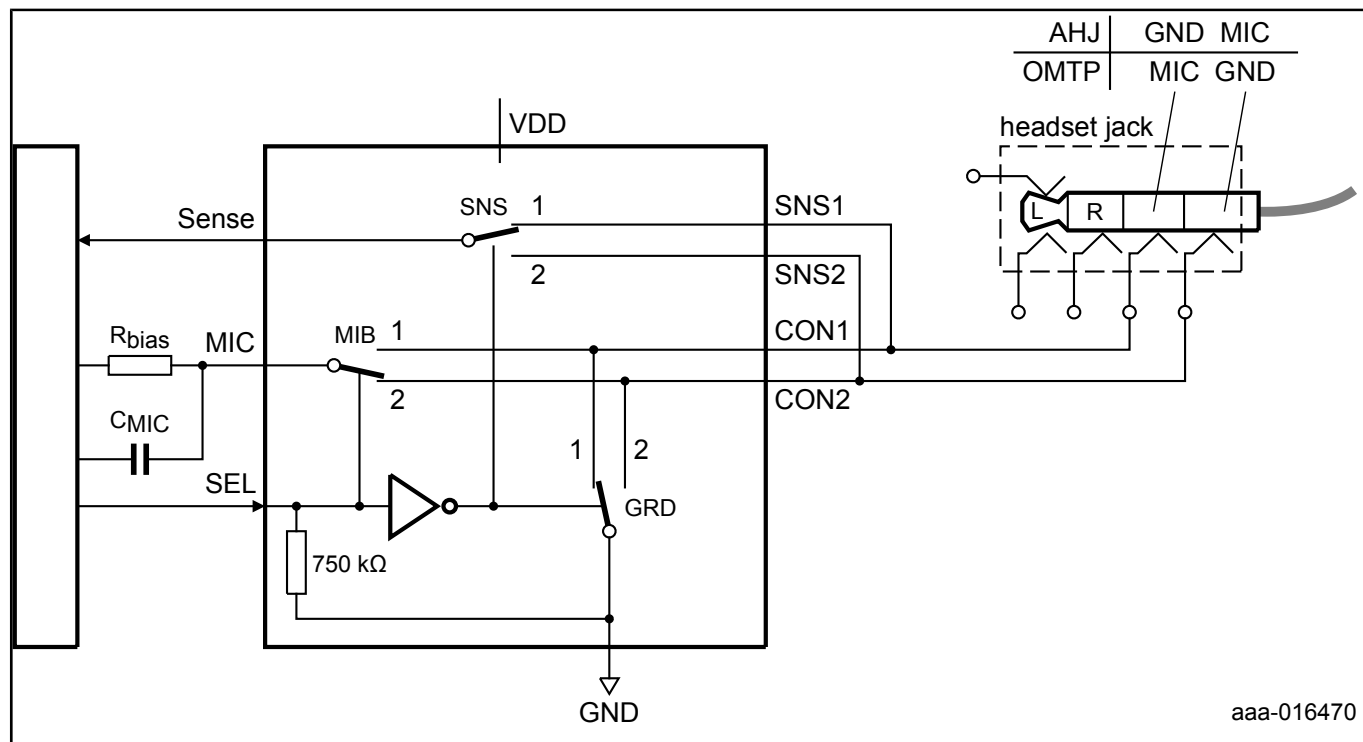 AHJ GND MIC
OMTP MIC GND
headset jack
VDD
L R
Sense
SNS 1
2
SNS1
SNS2
Rbias
MIC
MIB 1
2
CON1
CON2
CMIC
1 2
SEL
GRD
750 kΩ
GND
aaa-016470